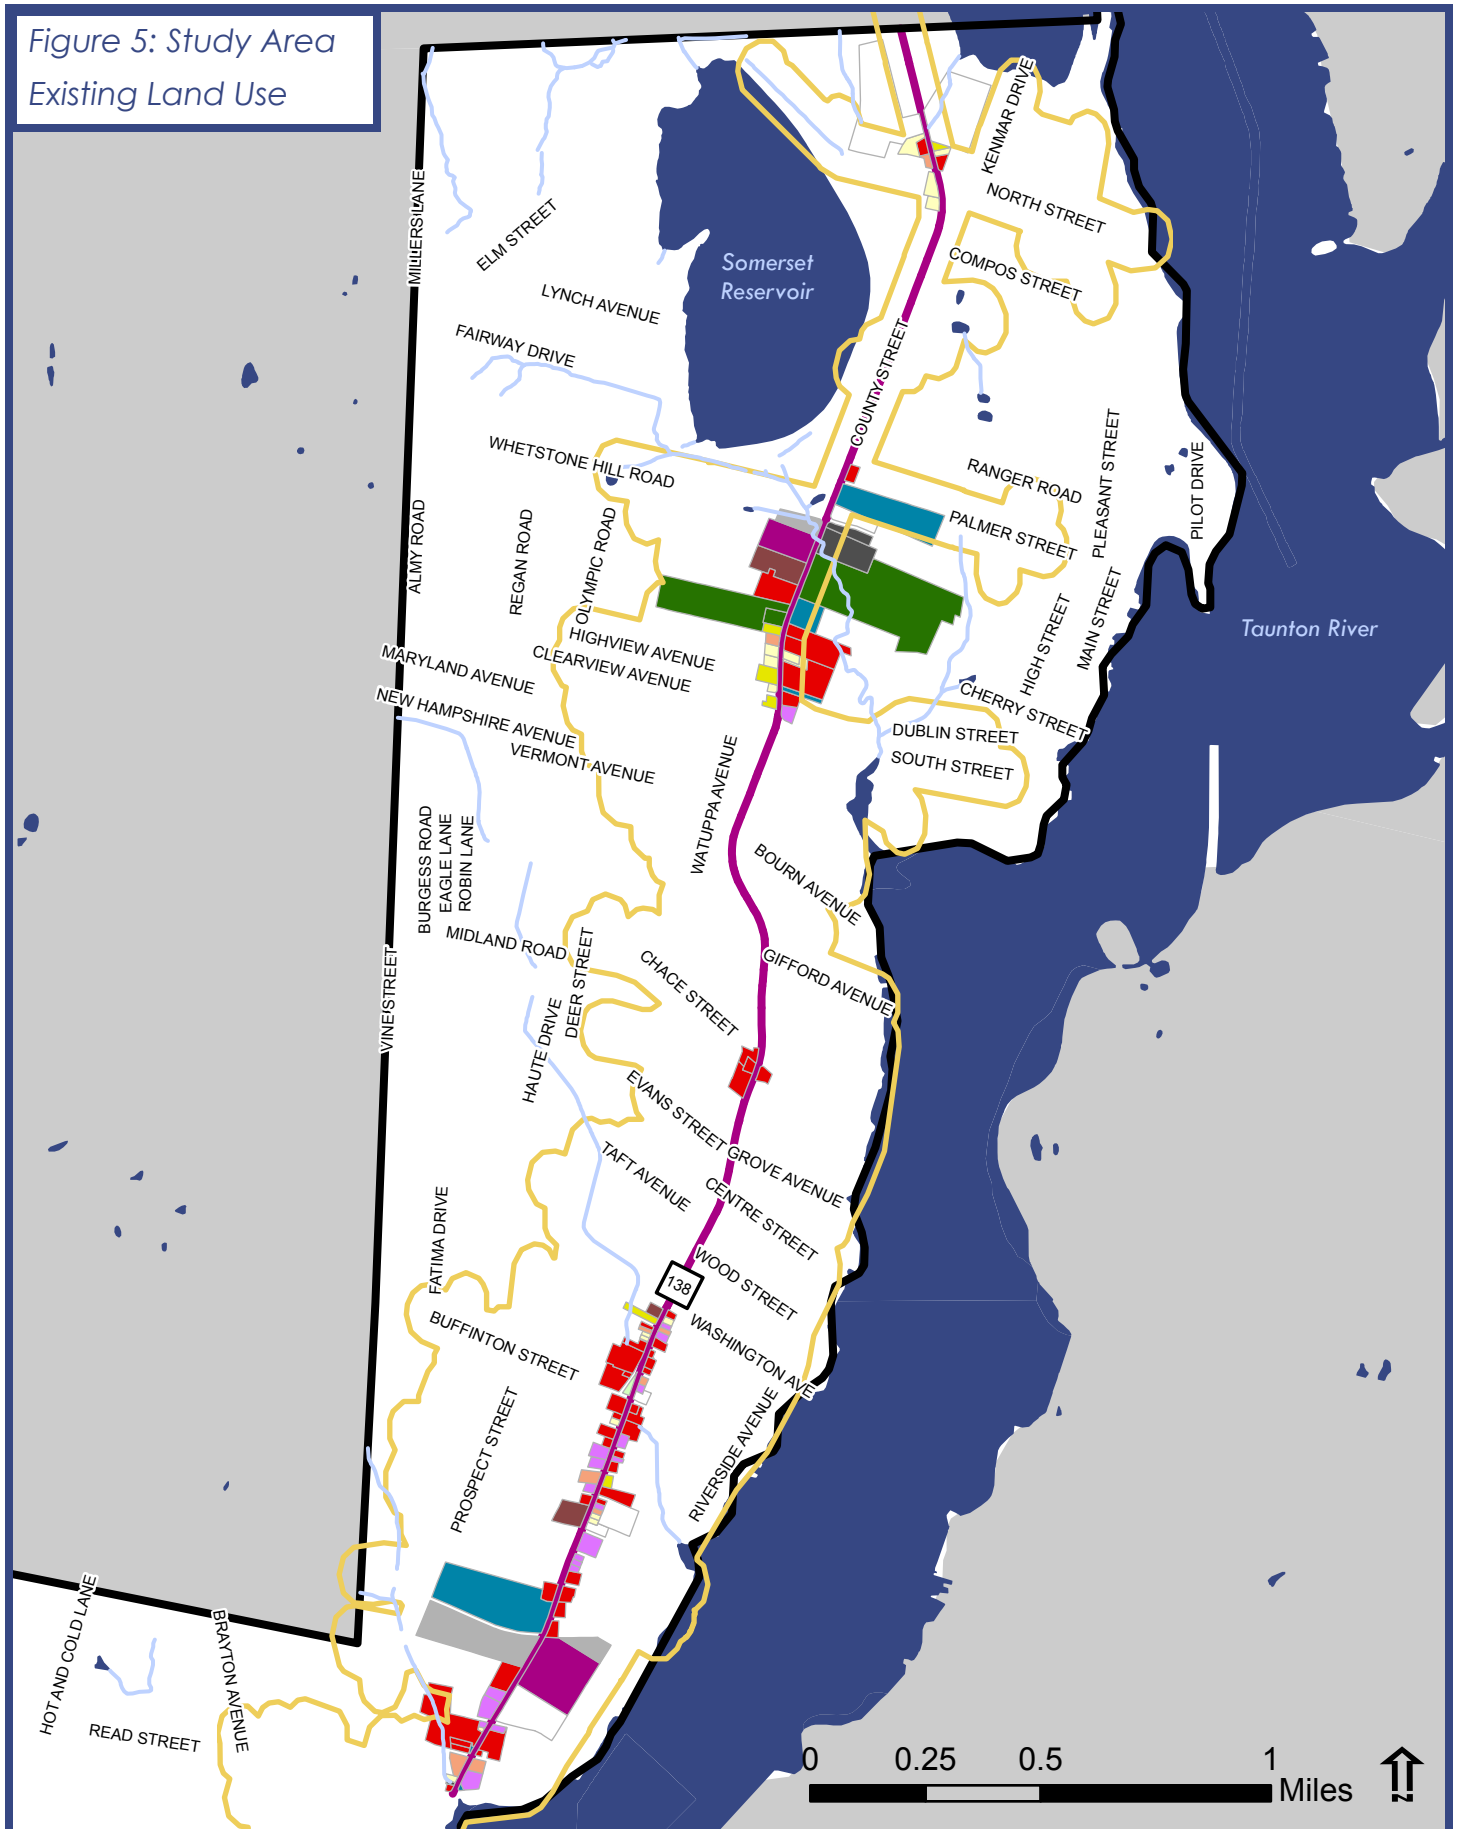 Figure 5: Study Area
Existing Land Use
KENMAR DRIVE
NORTH STREET
MILLERS LANE
ELM STREET
COMPOS STREET
Somerset
Reservoir
LYNCH AVENUE
FAIRWAY DRIVE
COUNTY STREET
WHETSTONE HILL ROAD
RANGER ROAD
PLEASANT STREET
PILOT DRIVE
PALMER STREET
ALMY ROAD
REGAN ROAD
OLYMPIC ROAD
HIGH STREET
MAIN STREET
Taunton River
HIGHVIEW AVENUE
CLEARVIEW AVENUE
MARYLAND AVENUE
NEW HAMPSHIRE AVENUE
VERMONT AVENUE
CHERRY STREET
DUBLIN STREET
SOUTH STREET
WATUPPA AVENUE
BURGESS ROAD
EAGLE LANE
ROBIN LANE
BOURN AVENUE
MIDLAND ROAD
DEER STREET
CHACE STREET
GIFFORD AVENUE
VINE STREET
HAUTE DRIVE
EVANS STREET
GROVE AVENUE
TAFT AVENUE
CENTRE STREET
FATIMA DRIVE
WOOD STREET
138
BUFFINTON STREET
WASHINGTON AVE
PROSPECT STREET
RIVERSIDE AVENUE
HOT AND COLD LANE
BRAYTON AVENUE
READ STREET
0 0.25 0.5 1
Miles
N